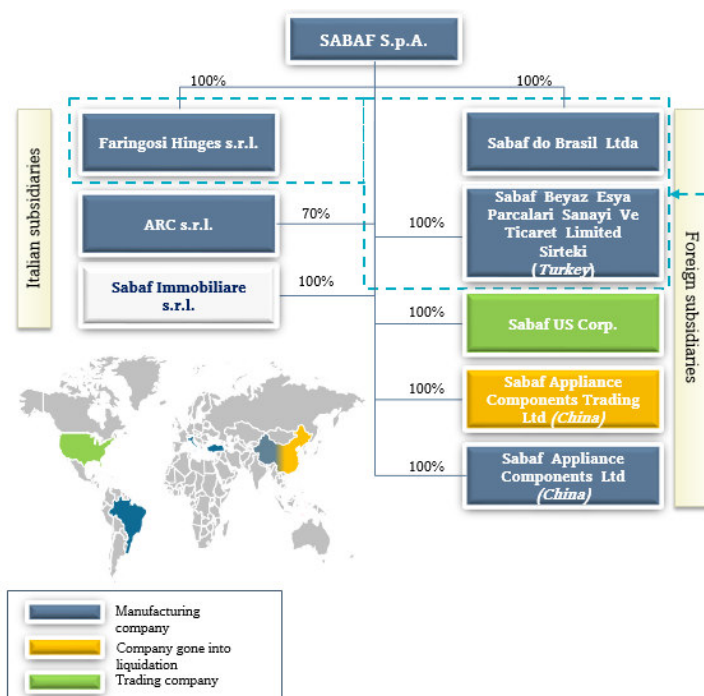 SABAF S.p.A.
100%
100%
Italian subsidiaries
Faringosi Hinges s.r.l.
Sabaf do Brasil Ltda
ARC s.r.l.
70%
100%
Sabaf Beyaz Esya
Parcalari Sanayi Ve
Ticaret Limited
Sirteki
(Turkey)
Foreign subsidiaries
Sabaf Immobiliare
s.r.l.
100%
100%
Sabaf US Corp.
100%
Sabaf Appliance
Components Trading
Ltd (China)
100%
Sabaf Appliance
Components Ltd
(China)
Manufacturing
company
Company gone into
liquidation
Trading company